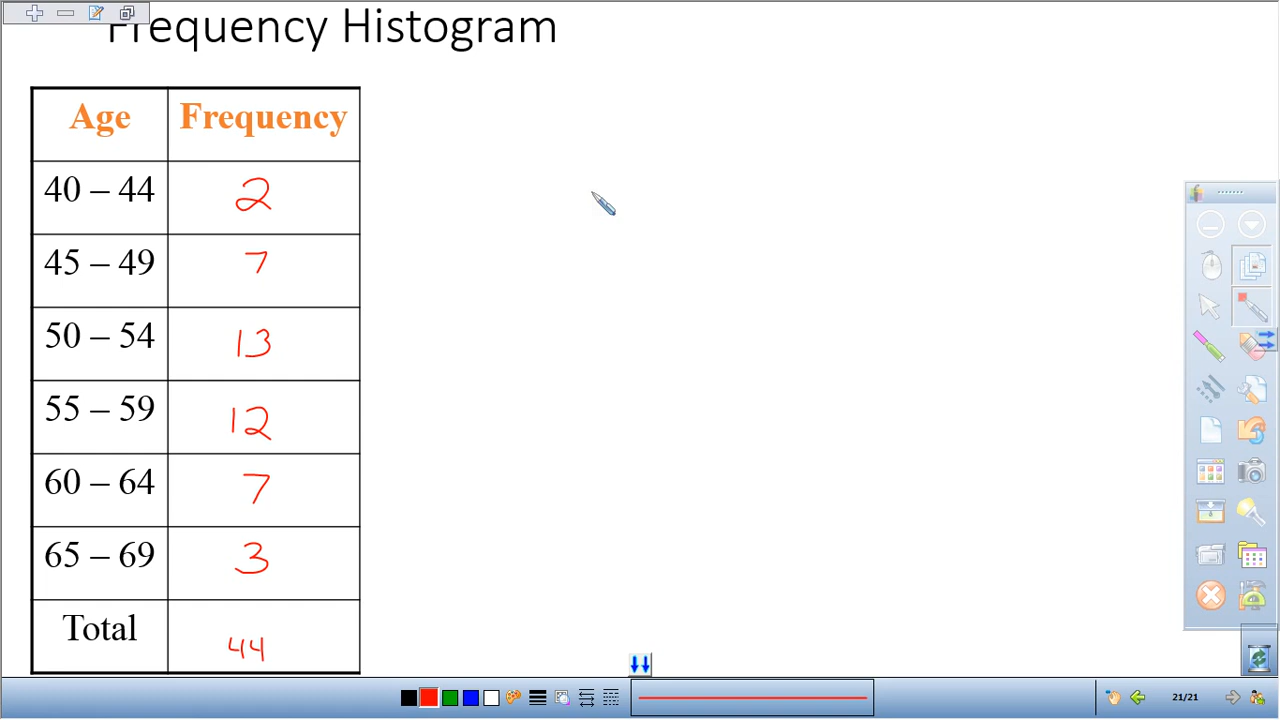 Frequency Histogram
Age Frequency
40 – 44 2
45 – 49 7
50 – 54 13
55 – 59 12
60 – 64 7
65 – 69 3
Total 44
21/21